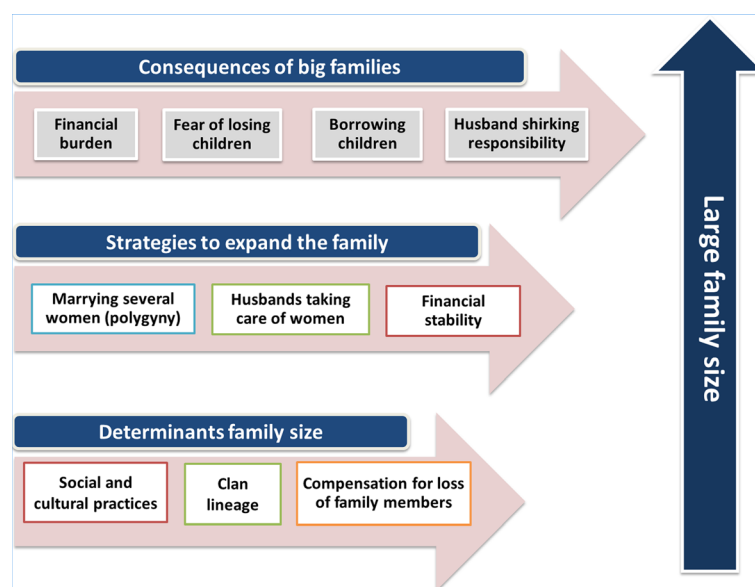 Consequences of big families
Financial
burden
Fear of losing
children
Borrowing
children
Husband shirking
responsibility
Strategies to expand the family
Marrying several
women (polygyny)
Husbands taking
care of women
Financial
stability
Determinants family size
Social and
cultural practices
Clan
lineage
Compensation for loss
of family members
Large family size